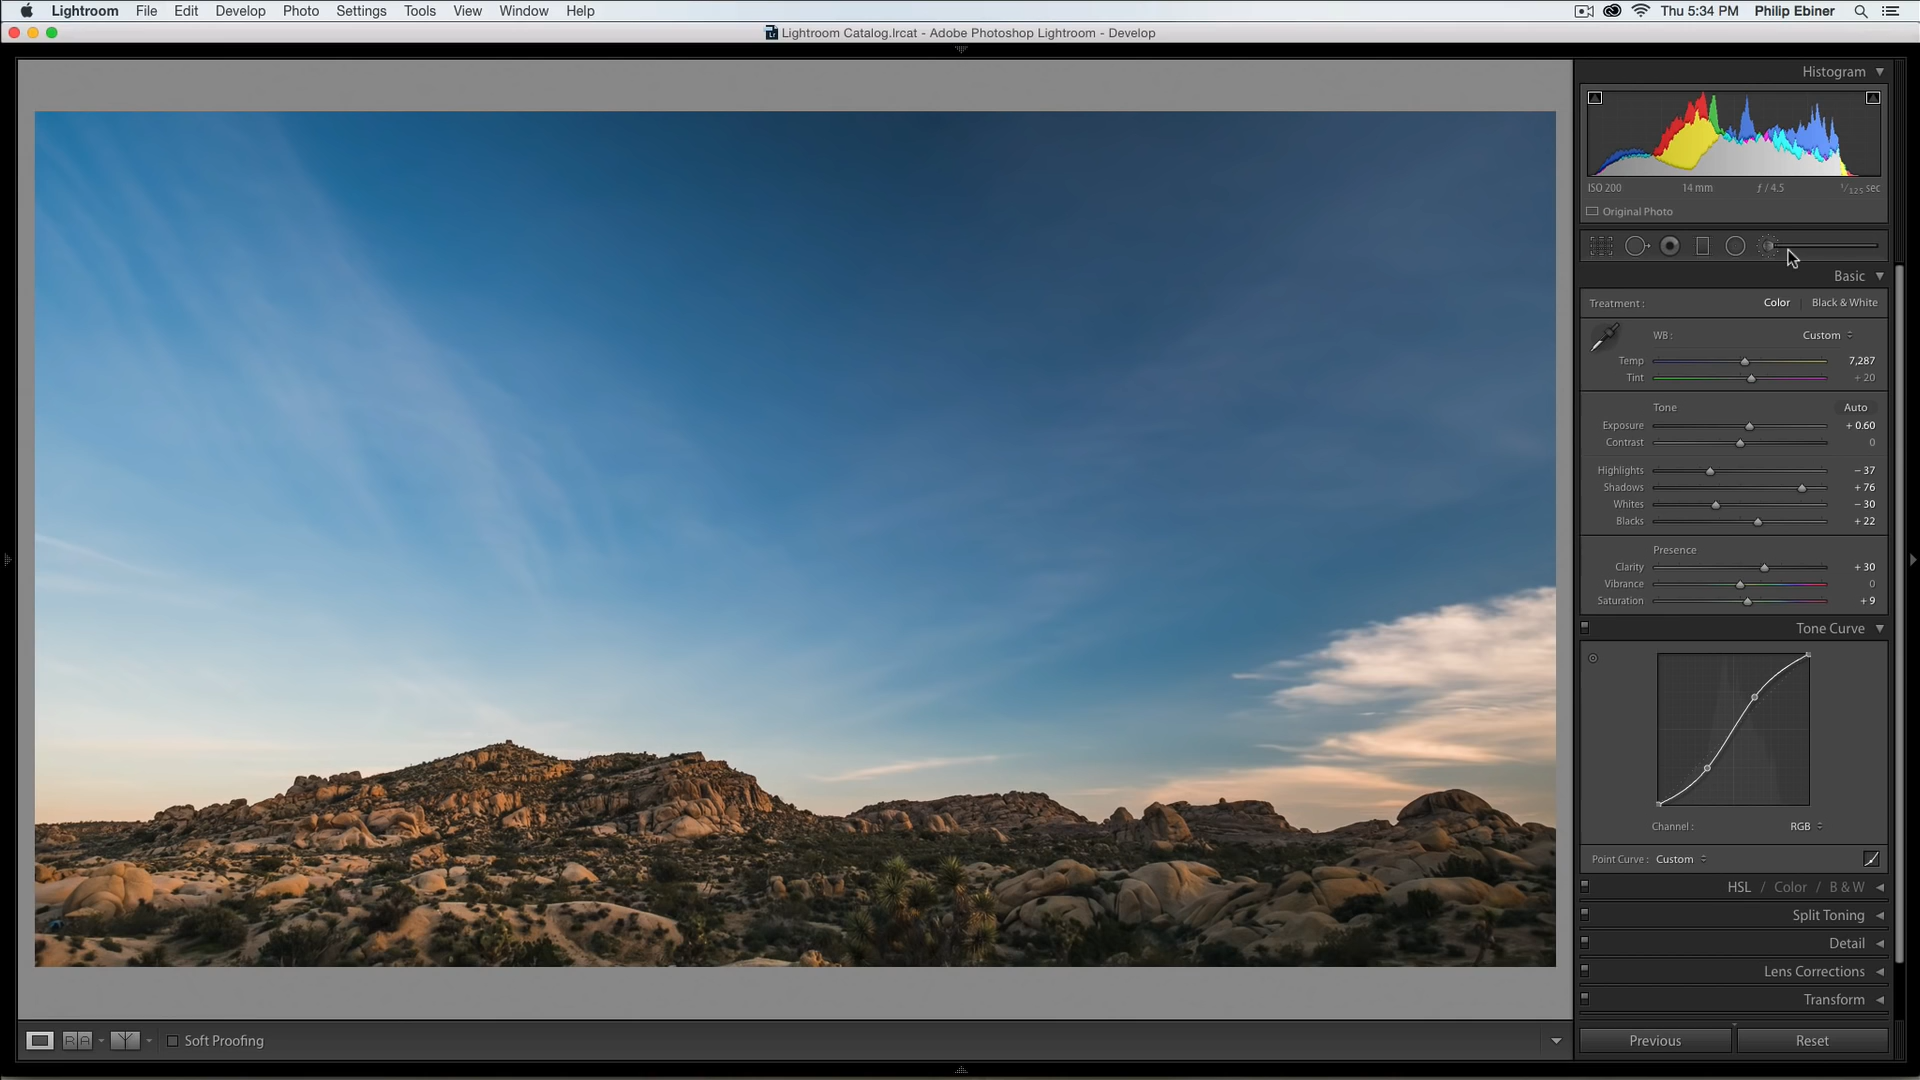 Lightroom File Edit Develop Photo Settings Tools View Window Help Thu 5:34 PM Philip Ebiner
Lightroom Catalog.lrcat - Adobe Photoshop Lightroom - Develop
Histogram
ISO 200 14 mm ƒ / 4.5 1/125 sec
Original Photo
Basic
Treatment : Color Black & White
WB : Custom
Temp 7,287
Tint + 20
Tone Auto
Exposure + 0.60
Contrast 0
Highlights − 37
Shadows + 76
Whites − 30
Blacks + 22
Presence
Clarity + 30
Vibrance 0
Saturation + 9
Tone Curve
Channel : RGB
Point Curve : Custom
HSL / Color / B & W
Split Toning
Detail
Lens Corrections
Transform
R A Y Soft Proofing Previous Reset